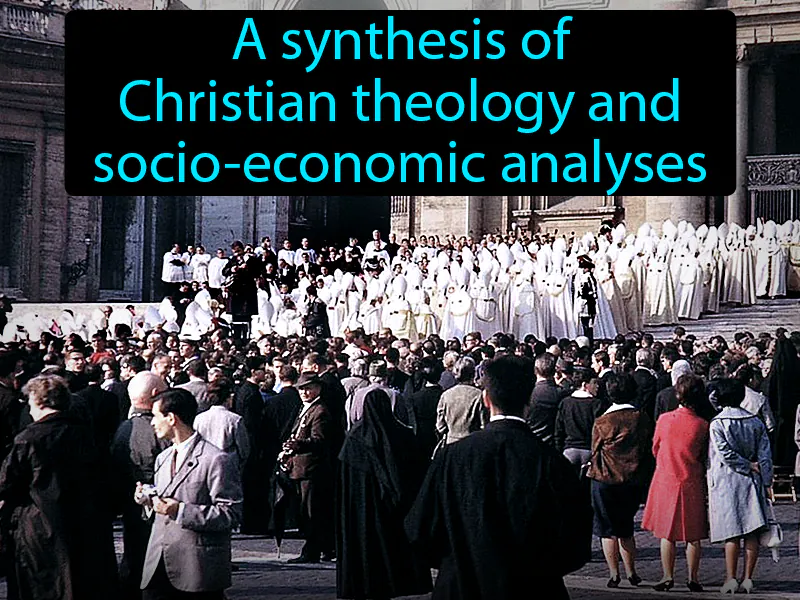 A synthesis of
Christian theology and
socio-economic analyses